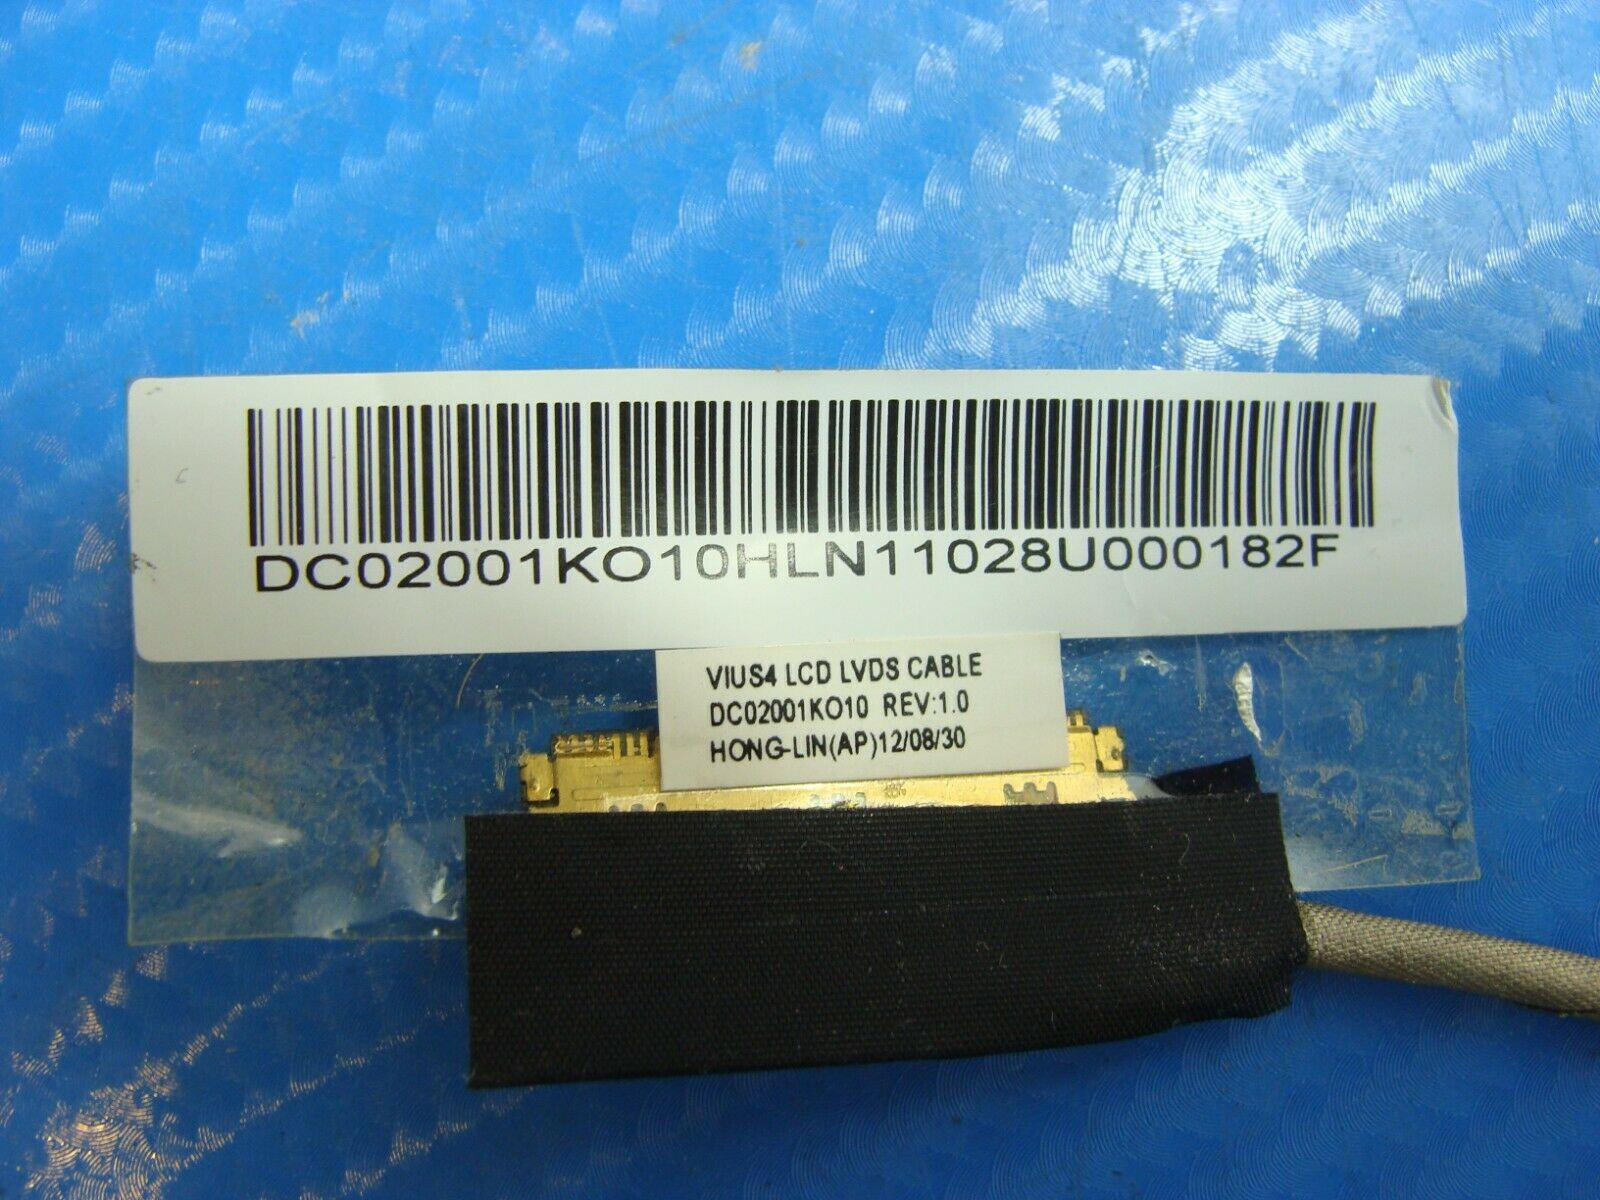 DC02001KO10HLN11028U000182F
VIUS4 LCD LVDS CABLE
DC02001KO10 REV:1.0
HONG-LIN(AP)12/08/30